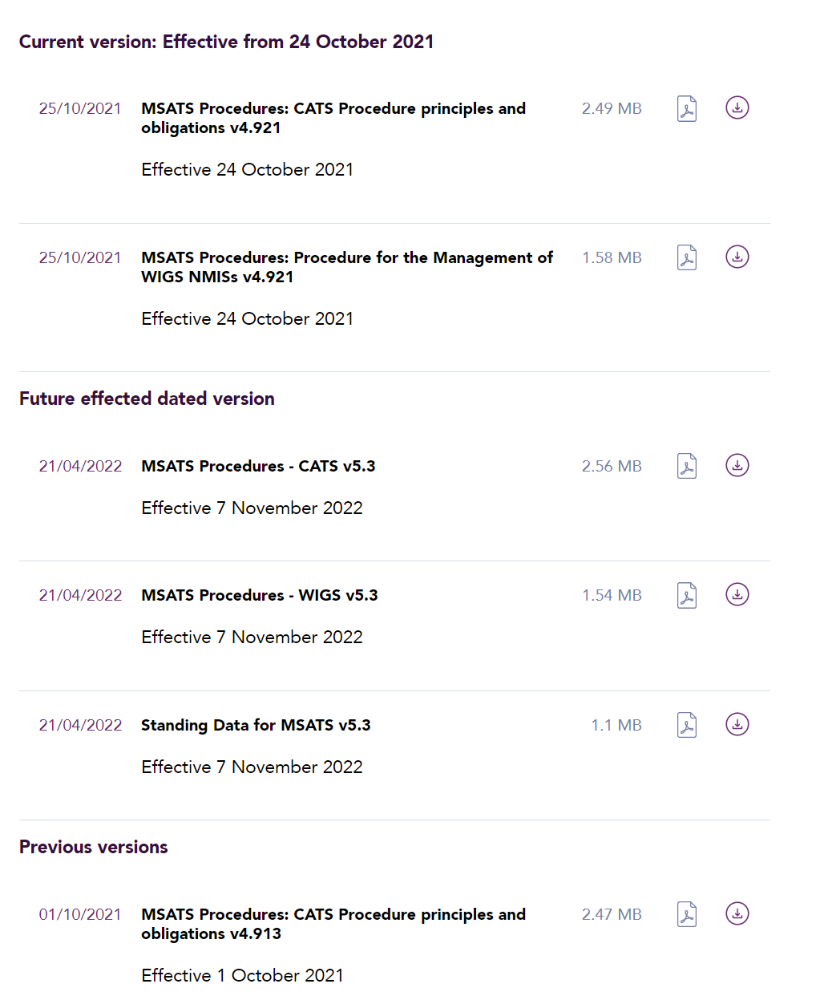 Current version: Effective from 24 October 2021
25/10/2021 MSATS Procedures: CATS Procedure principles and 2.49 MB
obligations v4.921
Effective 24 October 2021
25/10/2021 MSATS Procedures: Procedure for the Management of 1.58 MB
WIGS NMISs v4.921
Effective 24 October 2021
Future effected dated version
21/04/2022 MSATS Procedures - CATS v5.3 2.56 MB
Effective 7 November 2022
21/04/2022 MSATS Procedures - WIGS v5.3 1.54 MB
Effective 7 November 2022
21/04/2022 Standing Data for MSATS v5.3 1.1 MB
Effective 7 November 2022
Previous versions
01/10/2021 MSATS Procedures: CATS Procedure principles and 2.47 MB
obligations v4.913
Effective 1 October 2021